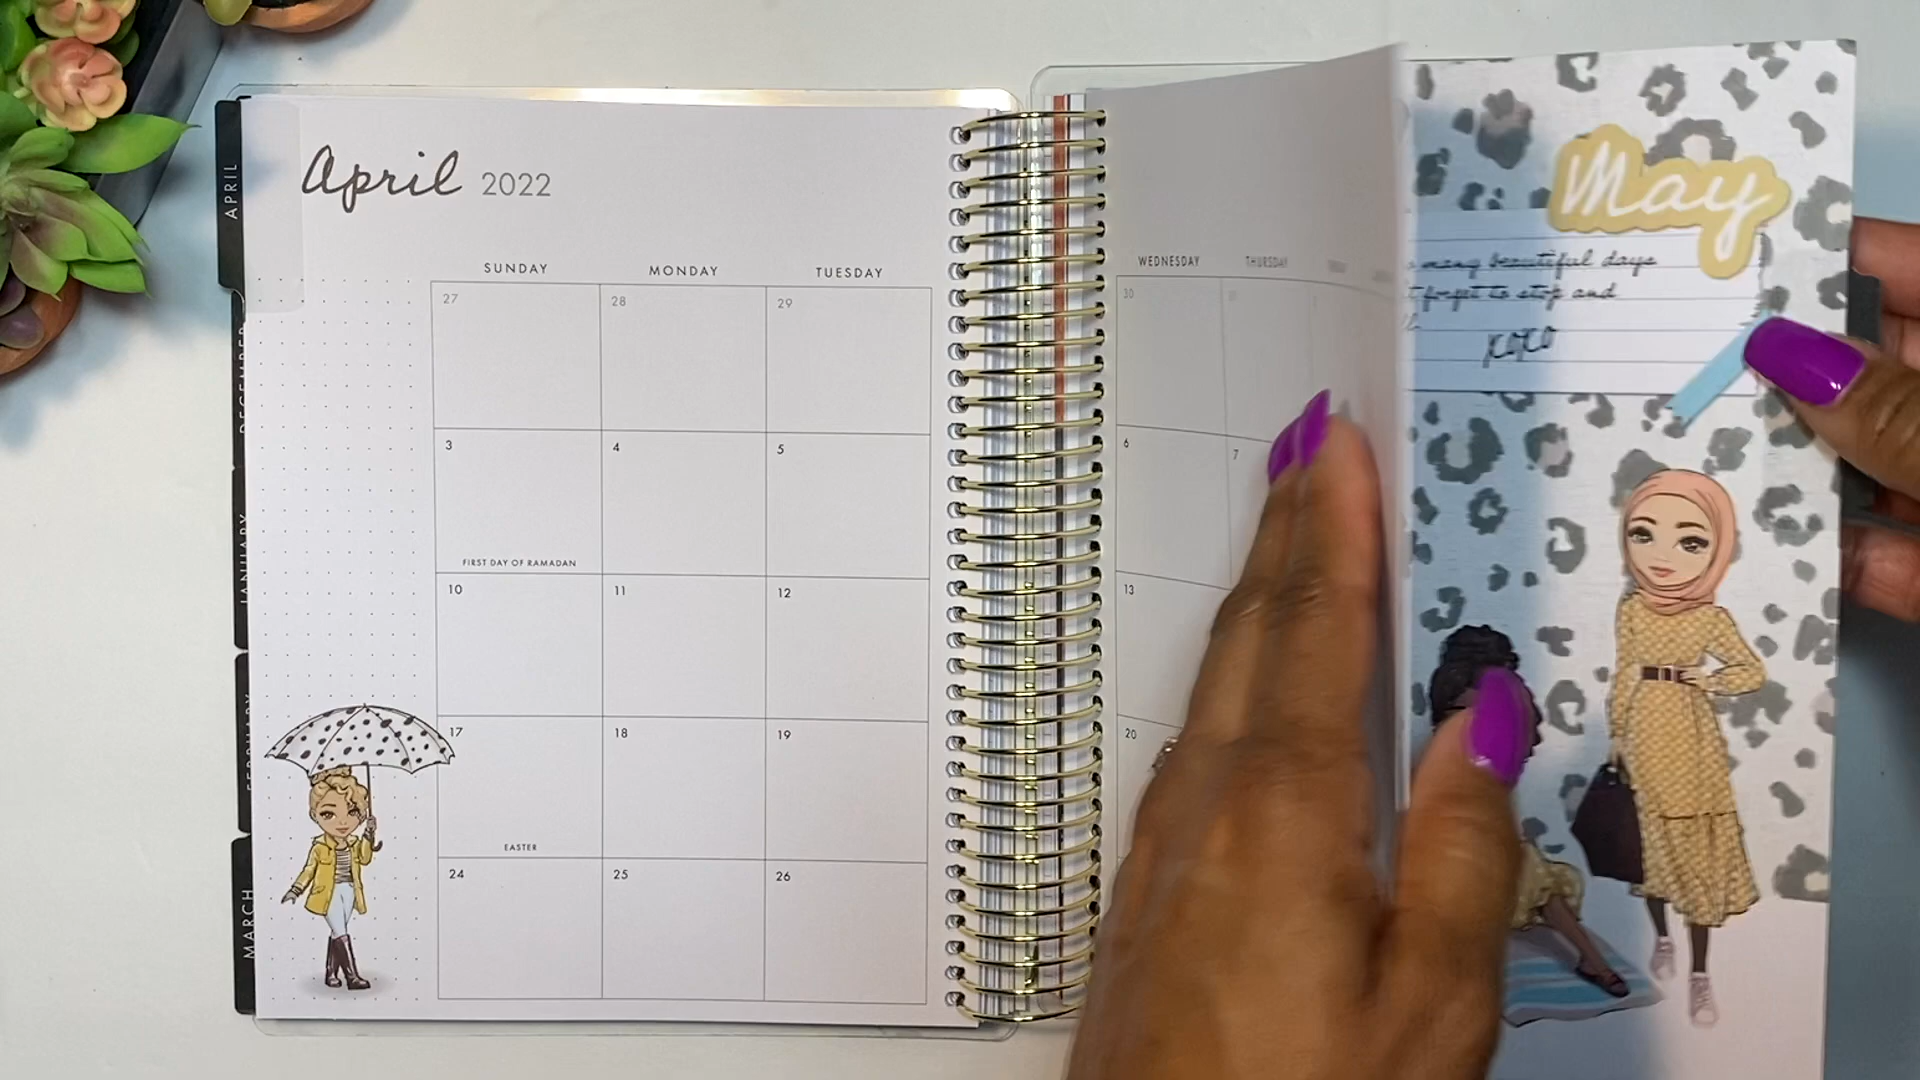 APRIL
DECEMBER
JANUARY
FEBRUARY
MARCH
April 2022
SUNDAY MONDAY TUESDAY
27 28 29
3 4 5
FIRST DAY OF RAMADAN
10 11 12
17 18 19
EASTER
24 25 26
WEDNESDAY THURSDAY
30
6 7
13
20
May
many beautiful days
forget to stop and
XOXO